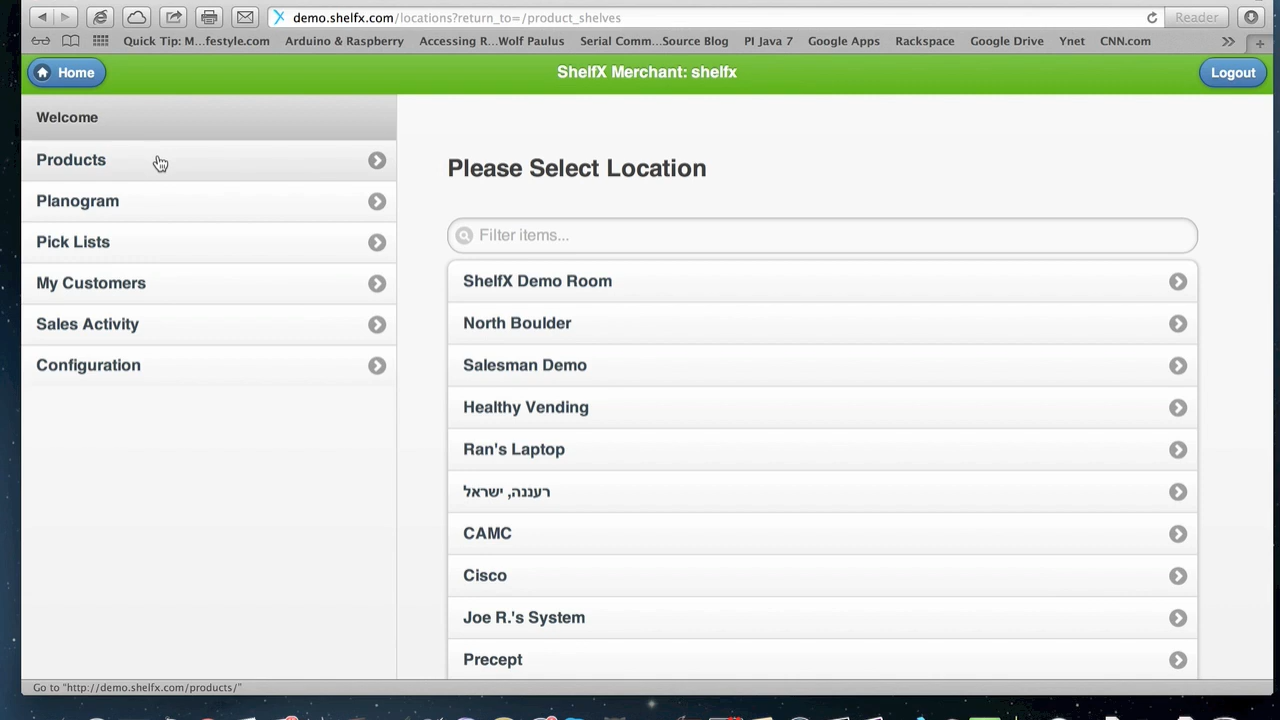 demo.shelfx.com/locations?return_to=/product_shelves
Reader
Quick Tip: M...festyle.com
Arduino & Raspberry
Accessing R...Wolf Paulus
Serial Comm...Source Blog
PI Java 7
Google Apps
Rackspace
Google Drive
Ynet
CNN.com
Home
ShelfX Merchant: shelfx
Logout
Welcome
Products
Planogram
Pick Lists
My Customers
Sales Activity
Configuration
Please Select Location
Filter items...
ShelfX Demo Room
North Boulder
Salesman Demo
Healthy Vending
Ran's Laptop
רעננה, ישראל
CAMC
Cisco
Joe R.'s System
Precept
Go to "http://demo.shelfx.com/products/"